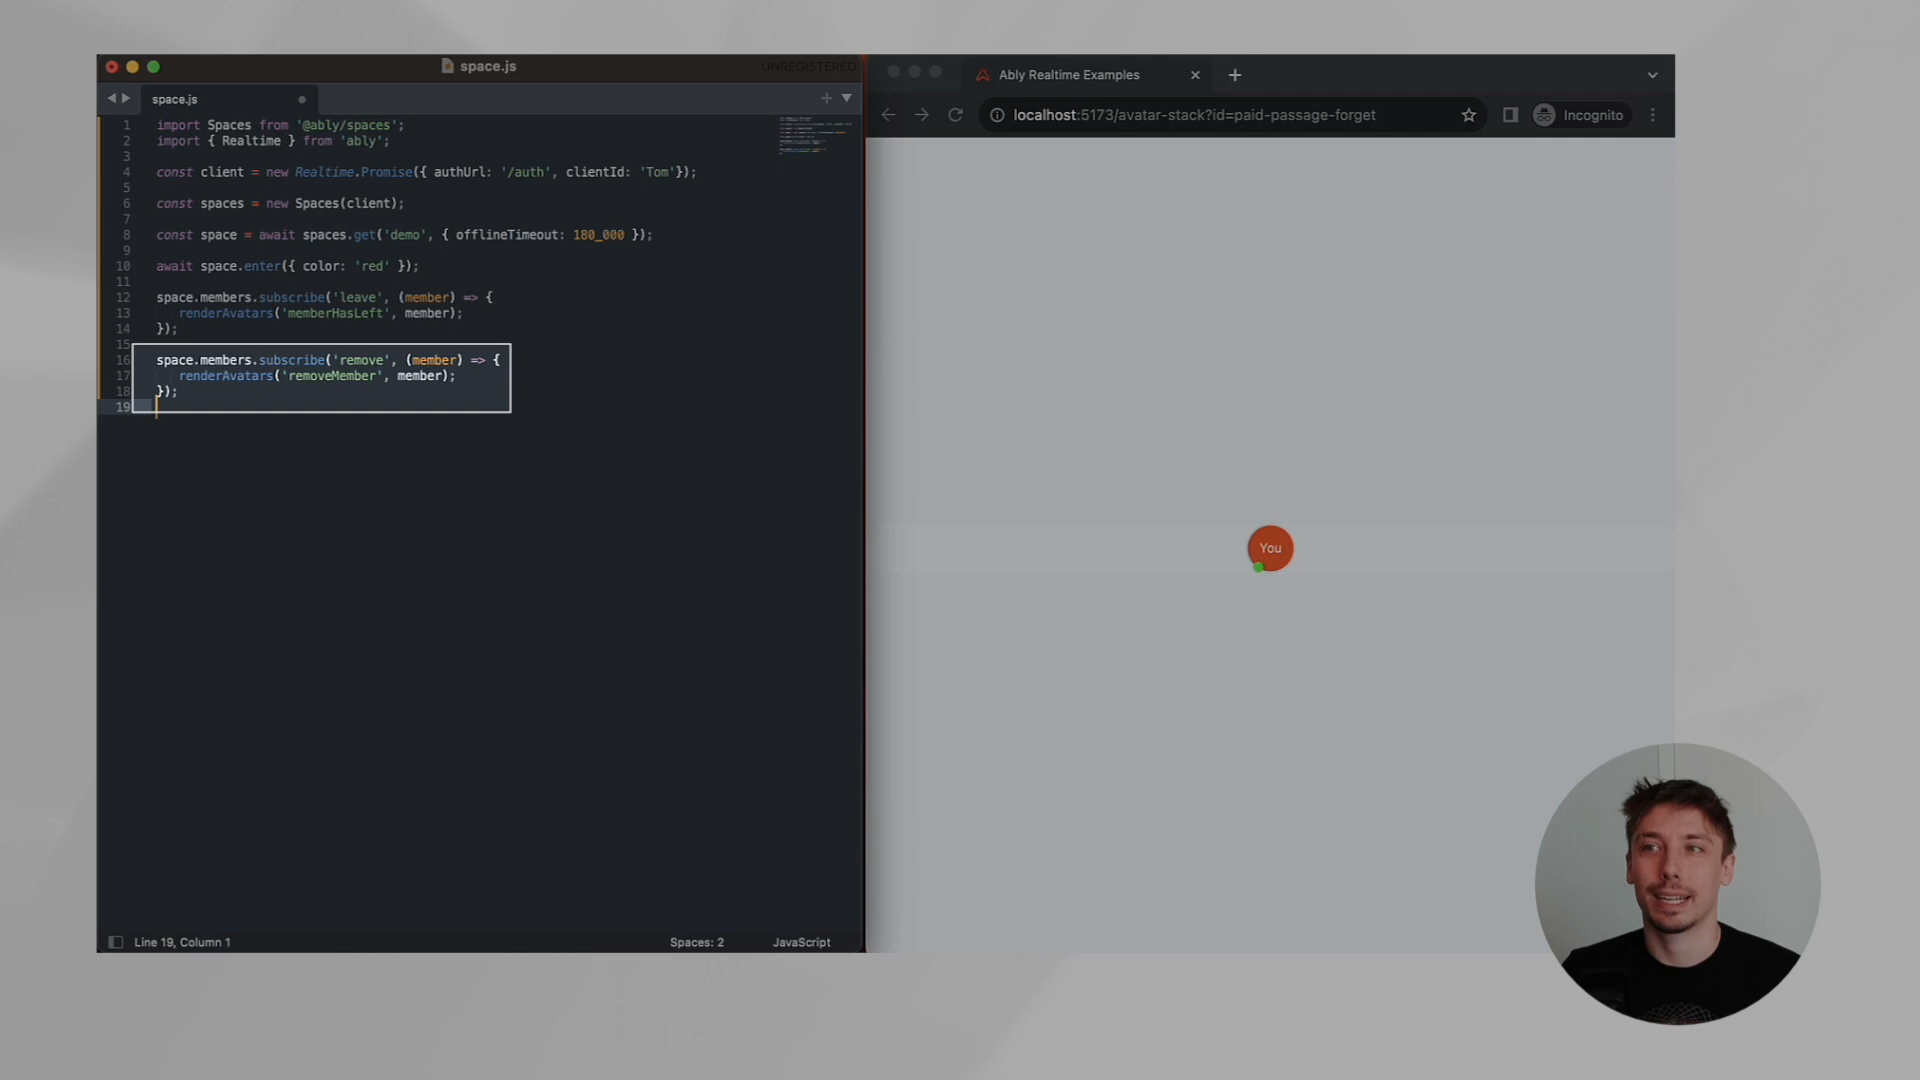 space.js
UNREGISTERED
space.js
1 import Spaces from '@ably/spaces';
2 import { Realtime } from 'ably';
3
4 const client = new Realtime.Promise({ authUrl: '/auth', clientId: 'Tom'});
5
6 const spaces = new Spaces(client);
7
8 const space = await spaces.get('demo', { offlineTimeout: 180_000 });
9
10 await space.enter({ color: 'red' });
11
12 space.members.subscribe('leave', (member) => {
13 renderAvatars('memberHasLeft', member);
14 });
15
16 space.members.subscribe('remove', (member) => {
17 renderAvatars('removeMember', member);
18 });
19
Line 19, Column 1
Spaces: 2
JavaScript
Ably Realtime Examples
localhost:5173/avatar-stack?id=paid-passage-forget
Incognito
You